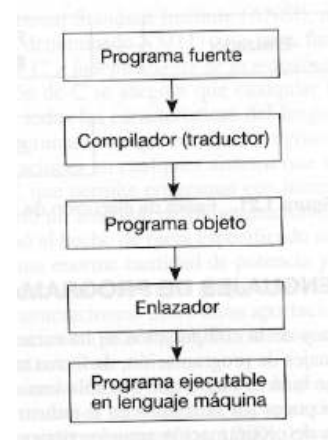 Programa fuente
Compilador (traductor)
Programa objeto
Enlazador
Programa ejecutable
en lenguaje máquina